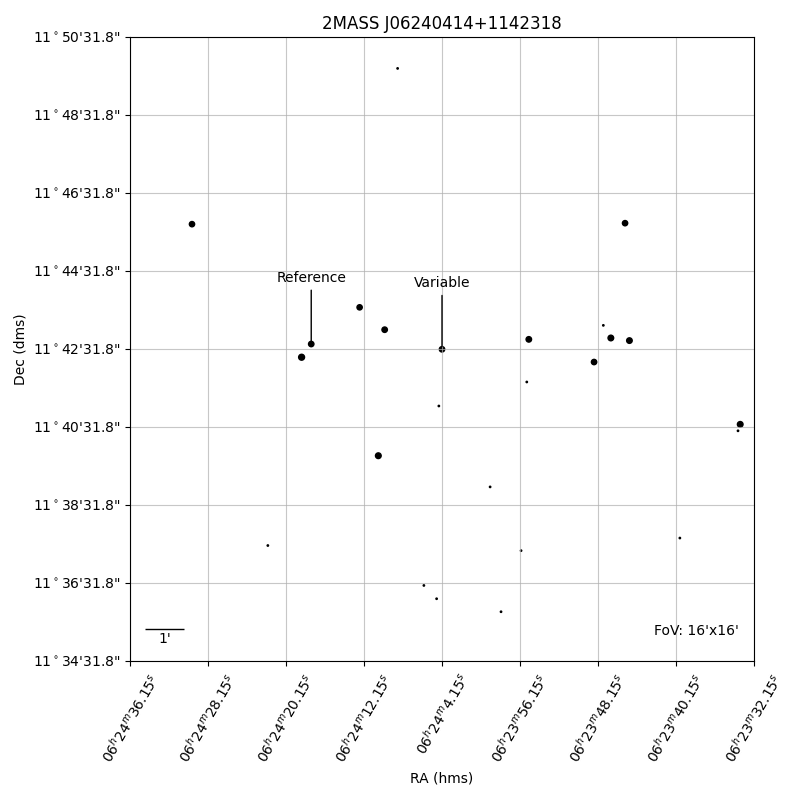 2MASS J06240414+1142318
11°50'31.8"
11°48'31.8"
11°46'31.8"
11°44'31.8"
11°42'31.8"
11°40'31.8"
11°38'31.8"
11°36'31.8"
11°34'31.8"
Dec (dms)
Reference
Variable
1'
FoV: 16'x16'
06ʰ24ᵐ36.15ˢ
06ʰ24ᵐ28.15ˢ
06ʰ24ᵐ20.15ˢ
06ʰ24ᵐ12.15ˢ
06ʰ24ᵐ4.15ˢ
06ʰ23ᵐ56.15ˢ
06ʰ23ᵐ48.15ˢ
06ʰ23ᵐ40.15ˢ
06ʰ23ᵐ32.15ˢ
RA (hms)